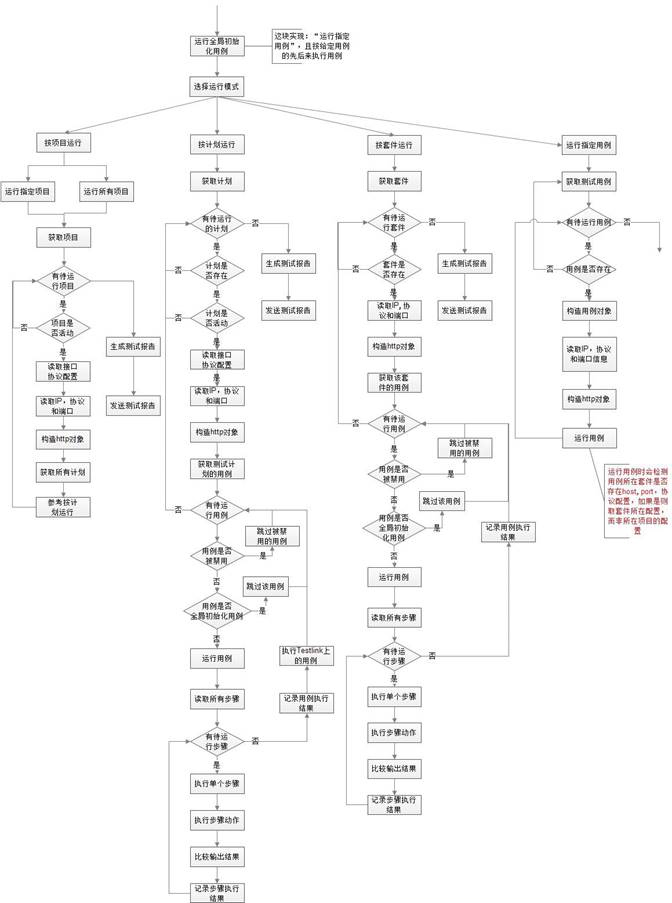 运行全局初
始化用例
这块实现："运行指定
用例"，且按给定用例
的先后来执行用例
选择运行模式
按项目运行
运行指定项目
运行所有项目
获取项目
有待运
行项目
是
项目是
否活动
否
是
读取接口
协议配置
读取IP，协议
和端口
构造http对象
获取所有计划
参考按计
划运行
生成测试报告
发送测试报告
按计划运行
获取计划
有待运行
的计划
否
是
计划是
否存在
否
是
计划是
否活动
否
是
读取接口
协议配置
是
读取IP，协议
和端口
构造http对象
获取测试计
划的用例
有待运
行用例
否
是
跳过被禁
用的用例
用例是否
被禁用
是
否
跳过该用例
用例是否
全局初始化用例
是
否
运行用例
读取所有步骤
有待运
行步骤
否
是
执行单个步骤
执行步骤动作
比较输出结果
记录步骤执行
结果
生成测试报告
发送测试报告
执行Testlink上
的用例
记录用例执行
结果
按套件运行
获取套件
有待运
行套件
否
是
套件是
否存在
否
是
读取IP, 协
议和端口
构造http对象
获取该套
件的用例
有待运
行用例
否
是
跳过被禁
用的用例
用例是否
被禁用
是
否
跳过该用例
用例是否
全局初始
化用例
是
否
运行用例
读取所有步骤
有待运
行步骤
否
是
执行单个步骤
执行步骤动作
比较输出结果
记录步骤执行
结果
生成测试报告
发送测试报告
记录用例执行
结果
运行指定用例
获取测试用例
有待运行用例
否
是
用例是否存在
否
是
构造用例对象
读取IP，协议
和端口信息
构造http对象
运行用例
运行用例时会检测
用例所在套件是否
存在host, port，协
议配置，如果是则
取套件所在配置，
而非所在项目的配
置